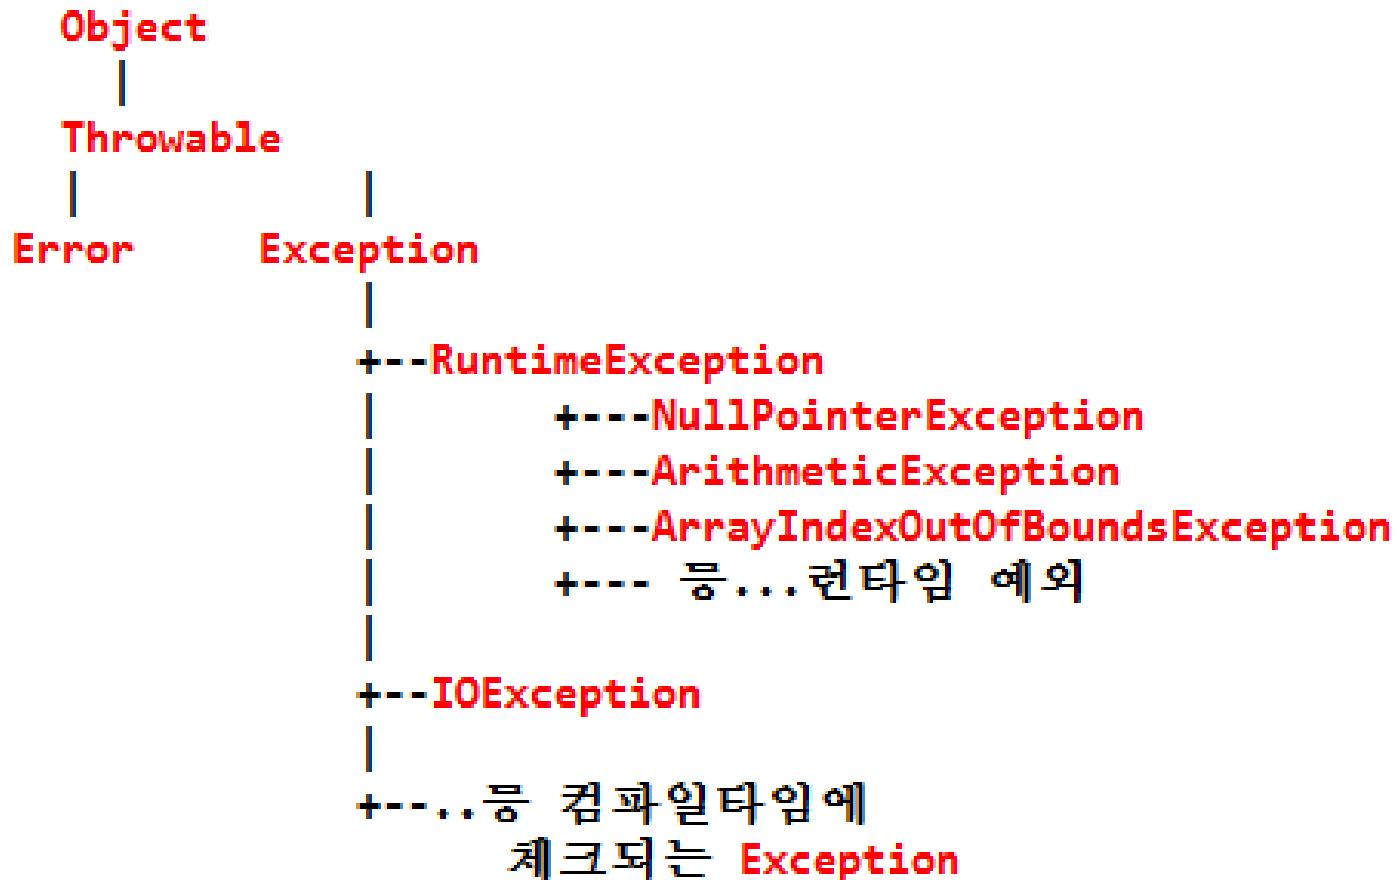 Object
|
Throwable
| |
Error Exception
|
+--RuntimeException
| +---NullPointerException
| +---ArithmeticException
| +---ArrayIndexOutOfBoundsException
| +---등...런타임 예외
|
+--IOException
|
+--..등 컴파일타임에
체크되는 Exception